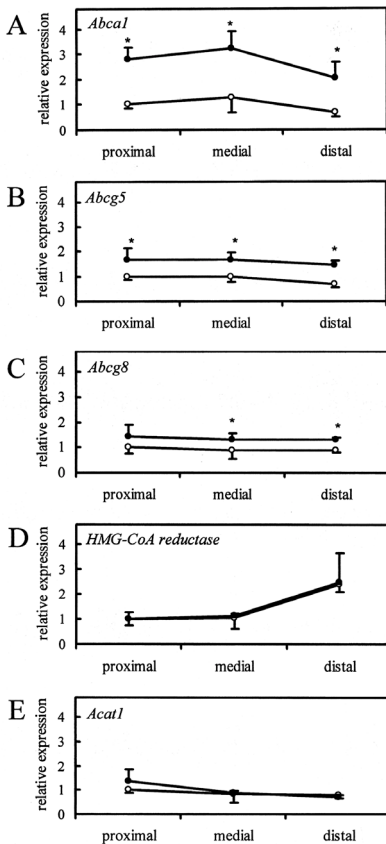 A
Abca1
relative expression
4
3
2
1
0
* * *
proximal medial distal
B
Abcg5
relative expression
4
3
2
1
0
* * *
proximal medial distal
C
Abcg8
relative expression
4
3
2
1
0
* *
proximal medial distal
D
HMG-CoA reductase
relative expression
4
3
2
1
0
proximal medial distal
E
Acat1
relative expression
4
3
2
1
0
proximal medial distal